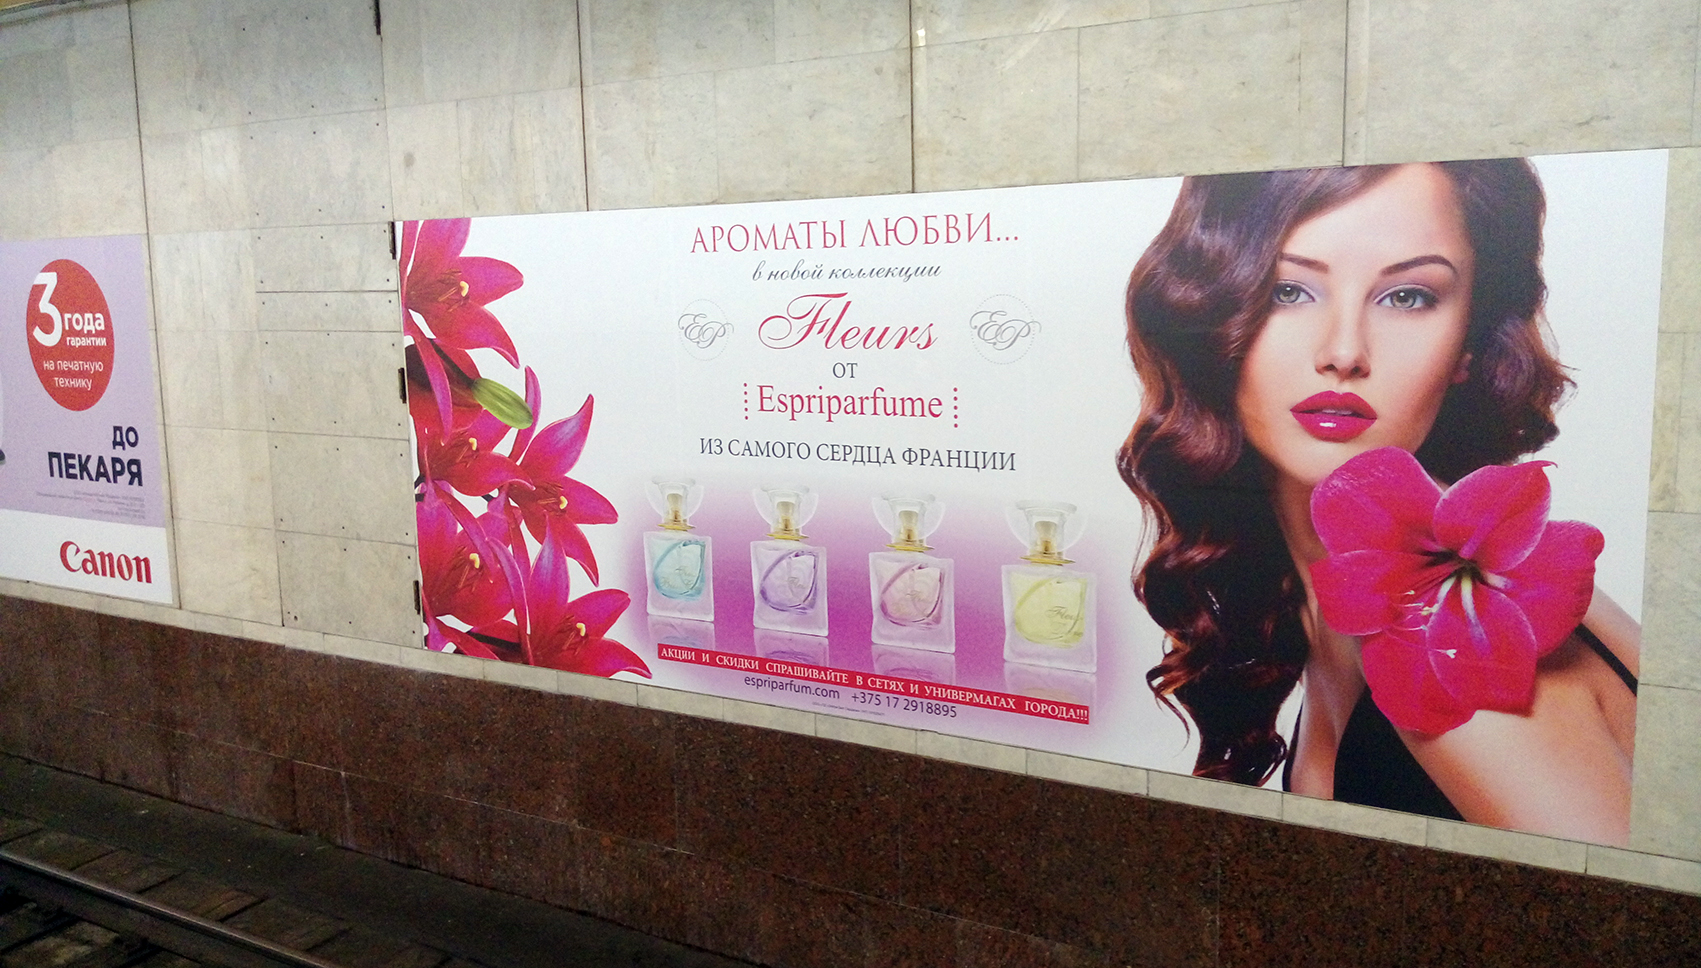 3 года
гарантии
на печатную
технику
ДО
ПЕКАРЯ
Canon
АРОМАТЫ ЛЮБВИ...
в новой коллекции
EP
Fleurs
EP
ОТ
Espriparfume
ИЗ САМОГО СЕРДЦА ФРАНЦИИ
АКЦИИ И СКИДКИ СПРАШИВАЙТЕ В СЕТЯХ И УНИВЕРМАГАХ ГОРОДА!!!
espriparfum.com +375 17 2918895